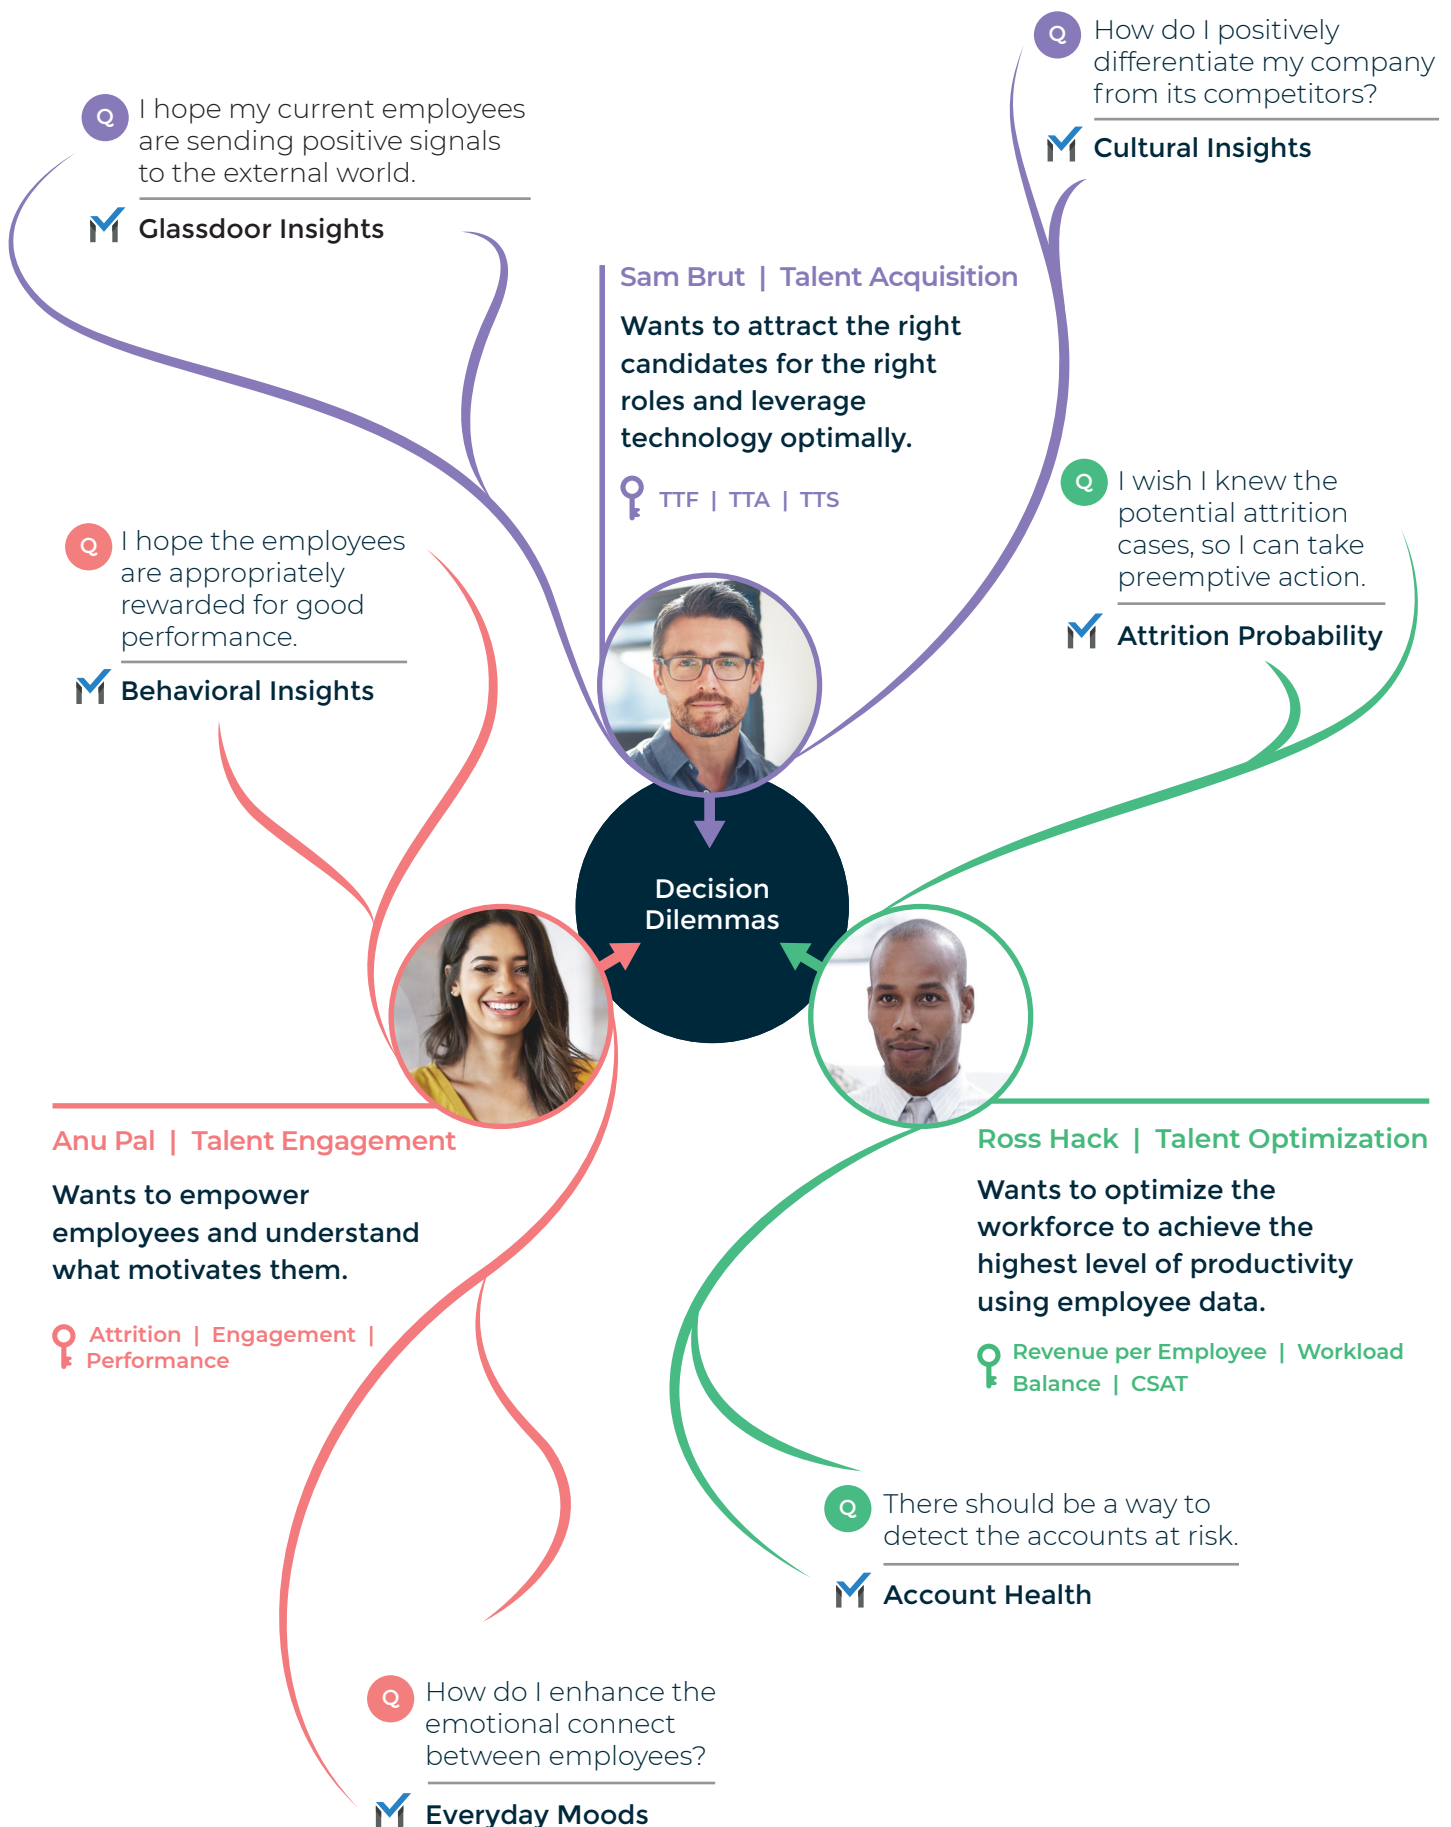 Q
How do I positively
differentiate my company
from its competitors?
Cultural Insights
Q
I hope my current employees
are sending positive signals
to the external world.
Glassdoor Insights
Sam Brut | Talent Acquisition
Wants to attract the right
candidates for the right
roles and leverage
technology optimally.
TTF | TTA | TTS
Q
I wish I knew the
potential attrition
cases, so I can take
preemptive action.
Attrition Probability
Q
I hope the employees
are appropriately
rewarded for good
performance.
Behavioral Insights
Decision
Dilemmas
Anu Pal | Talent Engagement
Wants to empower
employees and understand
what motivates them.
Attrition | Engagement |
Performance
Ross Hack | Talent Optimization
Wants to optimize the
workforce to achieve the
highest level of productivity
using employee data.
Revenue per Employee | Workload
Balance | CSAT
Q
There should be a way to
detect the accounts at risk.
Account Health
Q
How do I enhance the
emotional connect
between employees?
Everyday Moods